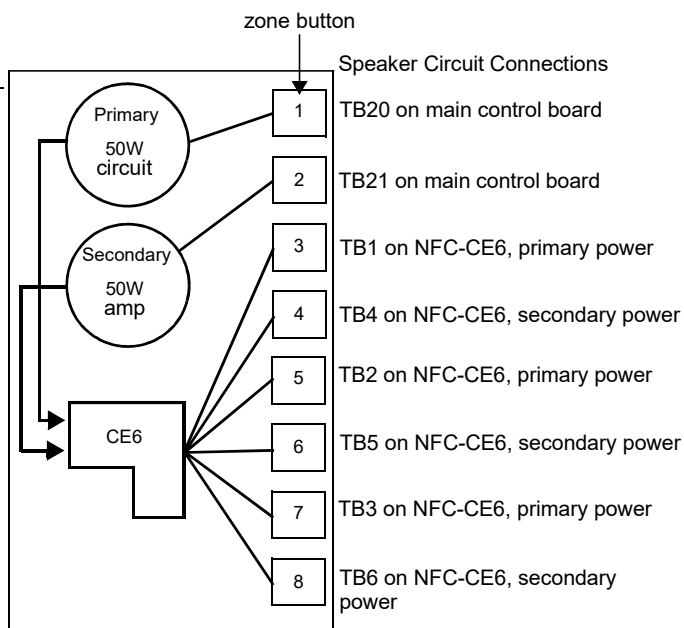 zone button
Speaker Circuit Connections
Primary
50W
circuit
1
TB20 on main control board
2
TB21 on main control board
Secondary
50W
amp
3
TB1 on NFC-CE6, primary power
4
TB4 on NFC-CE6, secondary power
5
TB2 on NFC-CE6, primary power
CE6
6
TB5 on NFC-CE6, secondary power
7
TB3 on NFC-CE6, primary power
8
TB6 on NFC-CE6, secondary
power